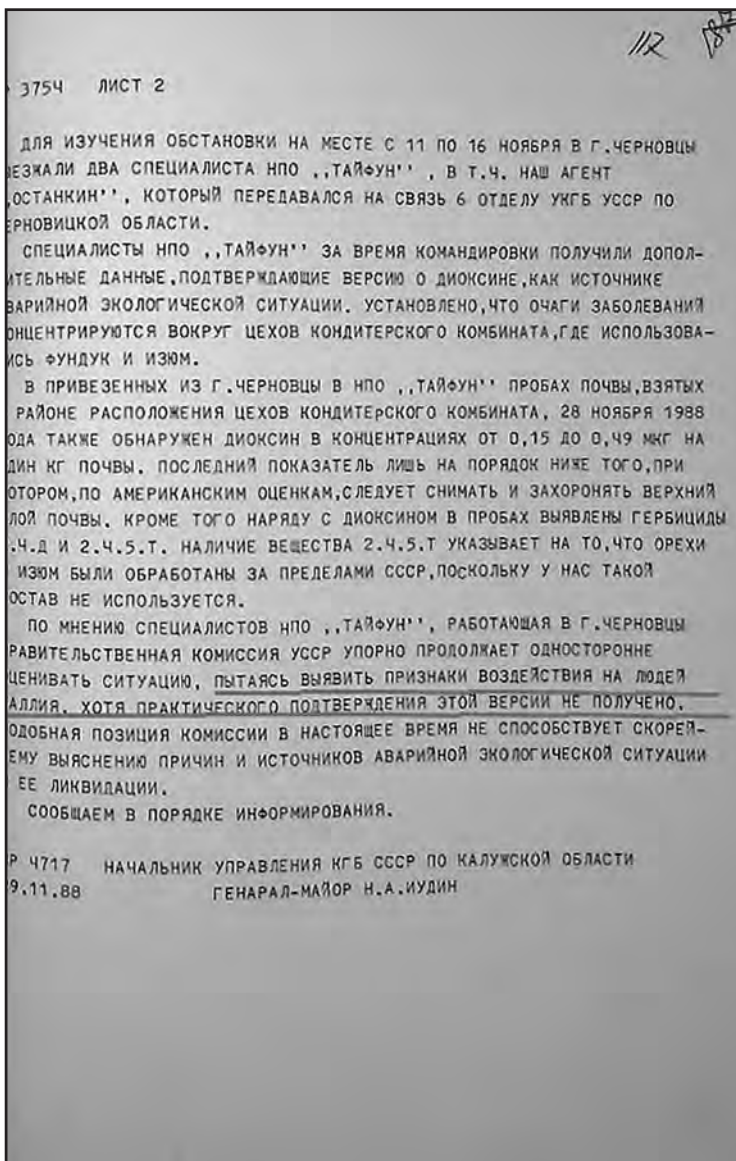 112
3754 ЛИСТ 2
ДЛЯ ИЗУЧЕНИЯ ОБСТАНОВКИ НА МЕСТЕ С 11 ПО 16 НОЯБРЯ В Г.ЧЕРНОВЦЫ
ЕЗЖАЛИ ДВА СПЕЦИАЛИСТА НПО ,,ТАЙФУН'' , В Т.Ч. НАШ АГЕНТ
,ОСТАНКИН'', КОТОРЫЙ ПЕРЕДАВАЛСЯ НА СВЯЗЬ 6 ОТДЕЛУ УКГБ УССР ПО
ЕРНОВИЦКОЙ ОБЛАСТИ.
СПЕЦИАЛИСТЫ НПО ,,ТАЙФУН'' ЗА ВРЕМЯ КОМАНДИРОВКИ ПОЛУЧИЛИ ДОПОЛ-
ИТЕЛЬНЫЕ ДАННЫЕ,ПОДТВЕРЖДАЮЩИЕ ВЕРСИЮ О ДИОКСИНЕ,КАК ИСТОЧНИКЕ
ВАРИЙНОЙ ЭКОЛОГИЧЕСКОЙ СИТУАЦИИ. УСТАНОВЛЕНО,ЧТО ОЧАГИ ЗАБОЛЕВАНИЙ
ОНЦЕНТРИРУЮТСЯ ВОКРУГ ЦЕХОВ КОНДИТЕРСКОГО КОМБИНАТА,ГДЕ ИСПОЛЬЗОВА-
ИСЬ ФУНДУК И ИЗЮМ.
В ПРИВЕЗЕННЫХ ИЗ Г.ЧЕРНОВЦЫ В НПО ,,ТАЙФУН'' ПРОБАХ ПОЧВЫ,ВЗЯТЫХ
РАЙОНЕ РАСПОЛОЖЕНИЯ ЦЕХОВ КОНДИТЕРСКОГО КОМБИНАТА, 28 НОЯБРЯ 1988
ОДА ТАКЖЕ ОБНАРУЖЕН ДИОКСИН В КОНЦЕНТРАЦИЯХ ОТ 0,15 ДО 0,49 МКГ НА
ДИН КГ ПОЧВЫ. ПОСЛЕДНИЙ ПОКАЗАТЕЛЬ ЛИШЬ НА ПОРЯДОК НИЖЕ ТОГО,ПРИ
ОТОРОМ,ПО АМЕРИКАНСКИМ ОЦЕНКАМ,СЛЕДУЕТ СНИМАТЬ И ЗАХОРОНЯТЬ ВЕРХНИЙ
ЛОЙ ПОЧВЫ. КРОМЕ ТОГО НАРЯДУ С ДИОКСИНОМ В ПРОБАХ ВЫЯВЛЕНЫ ГЕРБИЦИДЫ
.4.Д И 2.4.5.Т. НАЛИЧИЕ ВЕЩЕСТВА 2.4.5.Т УКАЗЫВАЕТ НА ТО,ЧТО ОРЕХИ
ИЗЮМ БЫЛИ ОБРАБОТАНЫ ЗА ПРЕДЕЛАМИ СССР,ПОСКОЛЬКУ У НАС ТАКОЙ
ОСТАВ НЕ ИСПОЛЬЗУЕТСЯ.
ПО МНЕНИЮ СПЕЦИАЛИСТОВ НПО ,,ТАЙФУН'', РАБОТАЮЩАЯ В Г.ЧЕРНОВЦЫ
РАВИТЕЛЬСТВЕННАЯ КОМИССИЯ УССР УПОРНО ПРОДОЛЖАЕТ ОДНОСТОРОННЕ
ЦЕНИВАТЬ СИТУАЦИЮ, ПЫТАЯСЬ ВЫЯВИТЬ ПРИЗНАКИ ВОЗДЕЙСТВИЯ НА ЛЮДЕЙ
АЛЛИЯ, ХОТЯ ПРАКТИЧЕСКОГО ПОДТВЕРЖДЕНИЯ ЭТОЙ ВЕРСИИ НЕ ПОЛУЧЕНО.
ОДОБНАЯ ПОЗИЦИЯ КОМИССИИ В НАСТОЯЩЕЕ ВРЕМЯ НЕ СПОСОБСТВУЕТ СКОРЕЙ-
ЕМУ ВЫЯСНЕНИЮ ПРИЧИН И ИСТОЧНИКОВ АВАРИЙНОЙ ЭКОЛОГИЧЕСКОЙ СИТУАЦИИ
ЕЕ ЛИКВИДАЦИИ.
СООБЩАЕМ В ПОРЯДКЕ ИНФОРМИРОВАНИЯ.
Р 4717 НАЧАЛЬНИК УПРАВЛЕНИЯ КГБ СССР ПО КАЛУЖСКОЙ ОБЛАСТИ
9.11.88 ГЕНАРАЛ-МАЙОР Н.А.ИУДИН